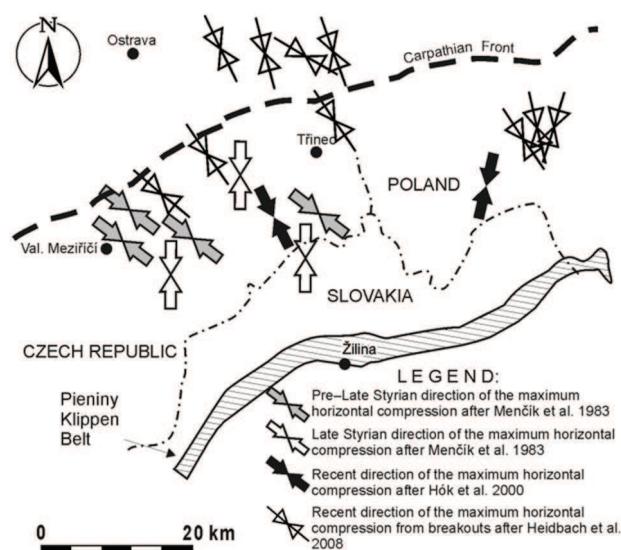 N
Ostrava
Carpathian Front
Třinec
POLAND
Val. Meziříčí
SLOVAKIA
CZECH REPUBLIC
Žilina
Pieniny
Klippen
Belt
LEGEND:
Pre–Late Styrian direction of the maximum
horizontal compression after Menčík et al. 1983
Late Styrian direction of the maximum horizontal
compression after Menčík et al. 1983
Recent direction of the maximum horizontal
compression after Hók et al. 2000
Recent direction of the maximum horizontal
compression from breakouts after Heidbach et al.
2008
0 20 km